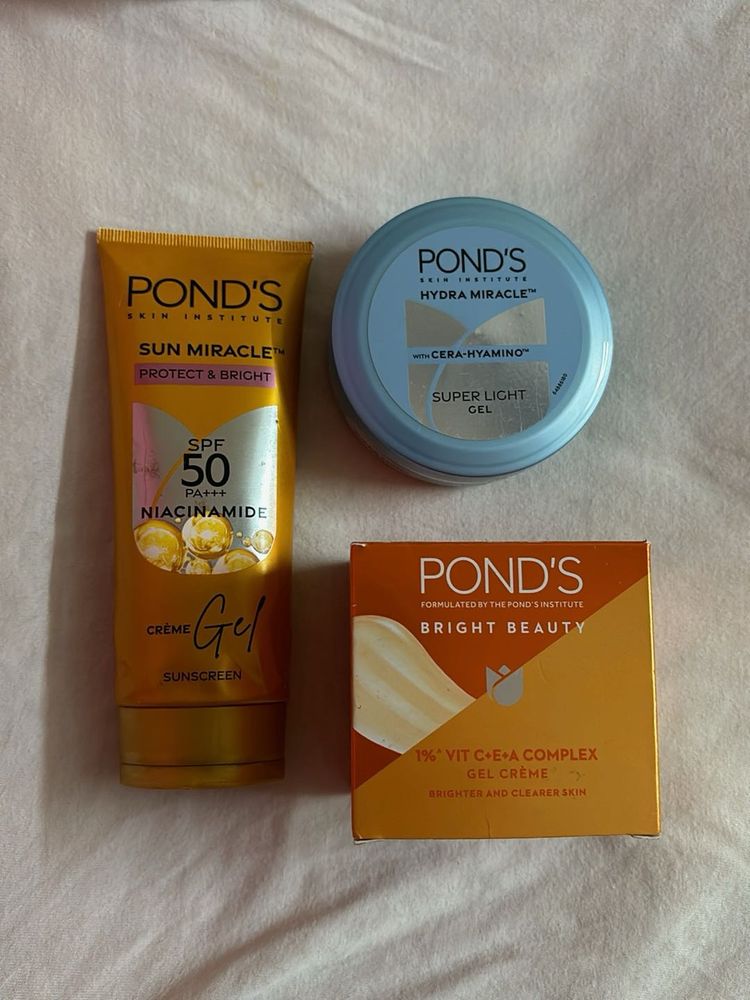 POND'S
SKIN INSTITUTE
SUN MIRACLE™
PROTECT & BRIGHT
SPF
50
PA+++
NIACINAMIDE
CRÈME Gel
SUNSCREEN
POND'S
SKIN INSTITUTE
HYDRA MIRACLE™
WITH CERA-HYAMINO™
SUPER LIGHT
GEL
POND'S
FORMULATED BY THE POND'S INSTITUTE
BRIGHT BEAUTY
1%^ VIT C+E+A COMPLEX
GEL CRÈME
BRIGHTER AND CLEARER SKIN